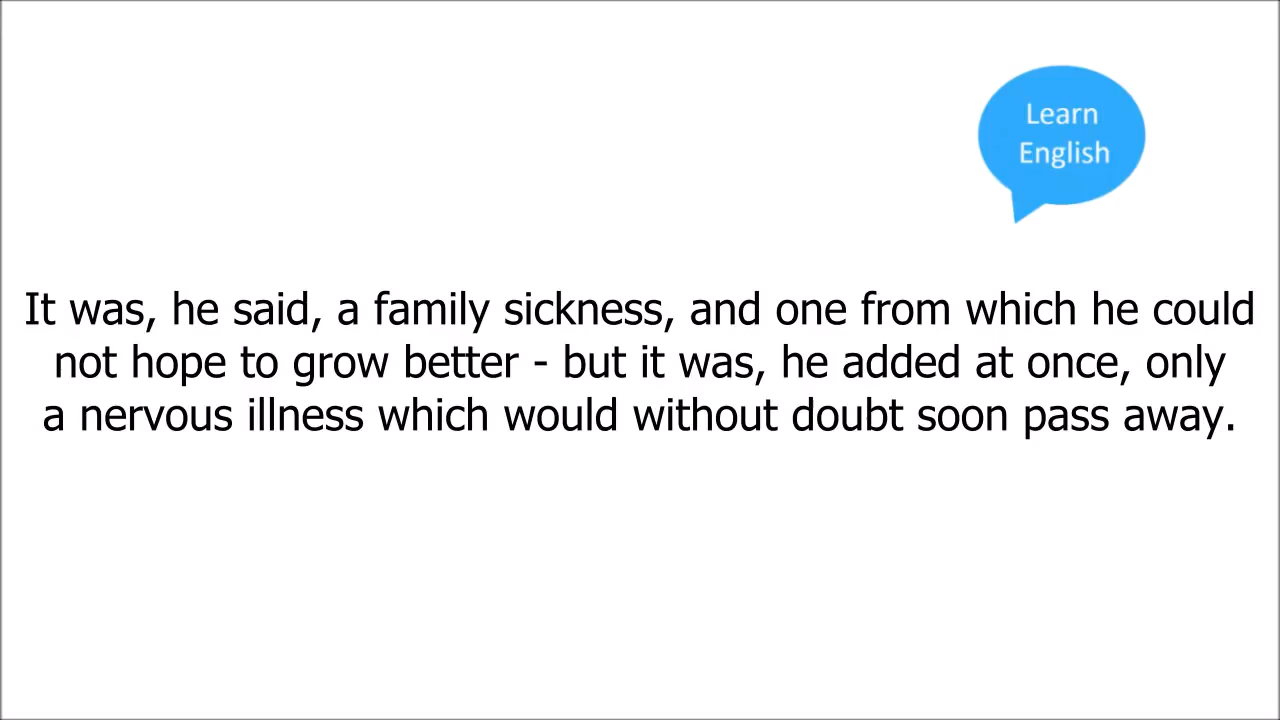 Learn
English
It was, he said, a family sickness, and one from which he could
not hope to grow better - but it was, he added at once, only
a nervous illness which would without doubt soon pass away.